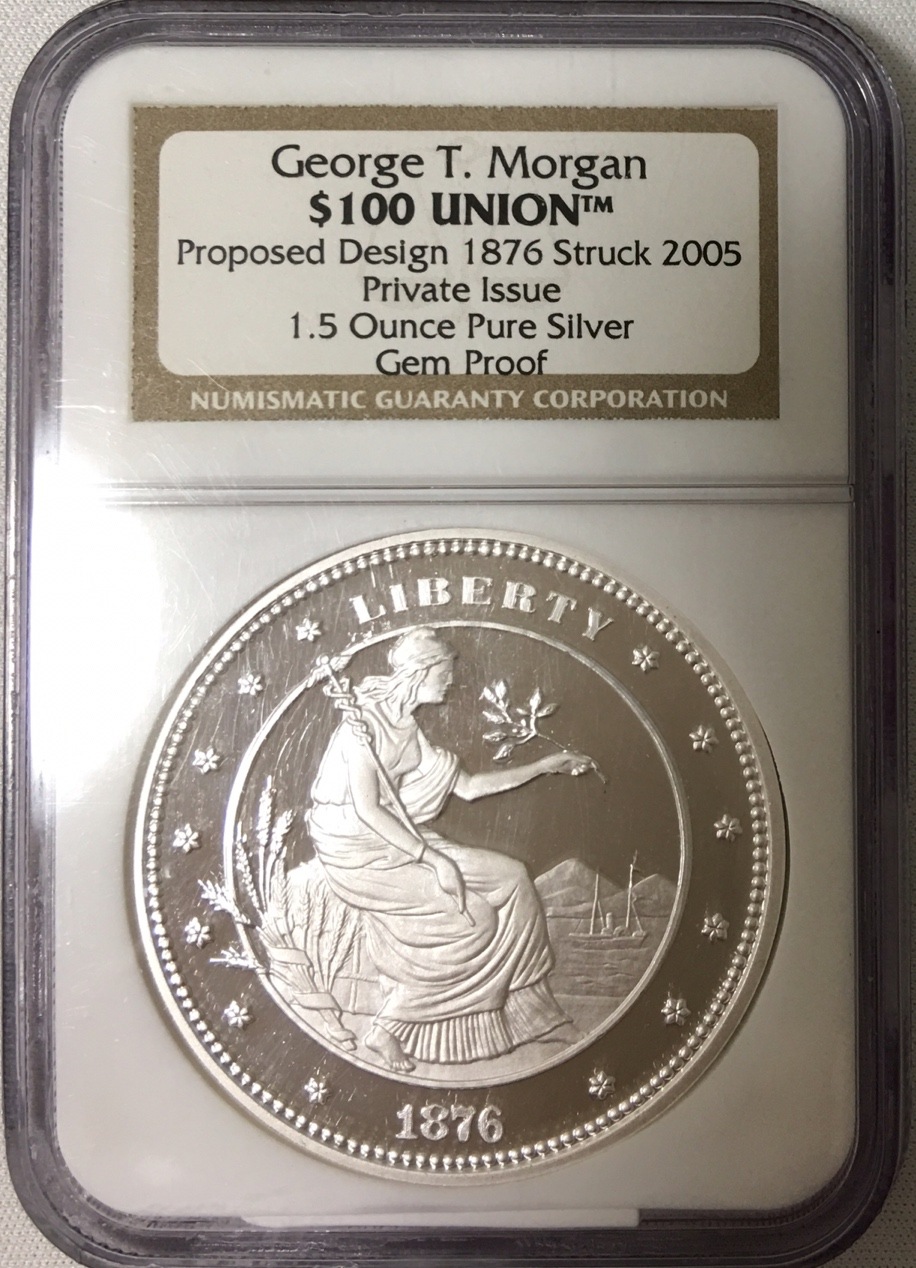 George T. Morgan
$100 UNION™
Proposed Design 1876 Struck 2005
Private Issue
1.5 Ounce Pure Silver
Gem Proof
NUMISMATIC GUARANTY CORPORATION
LIBERTY
1876